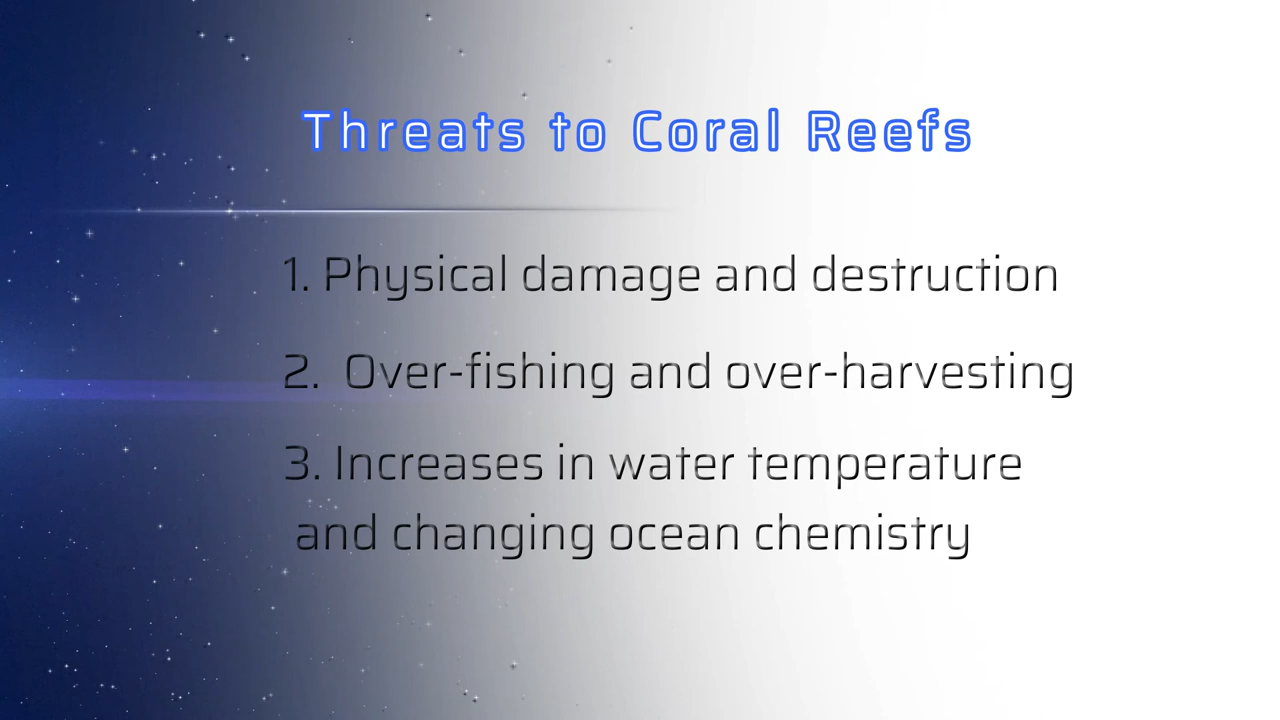 Threats to Coral Reefs
1. Physical damage and destruction
2. Over-fishing and over-harvesting
3. Increases in water temperature
and changing ocean chemistry